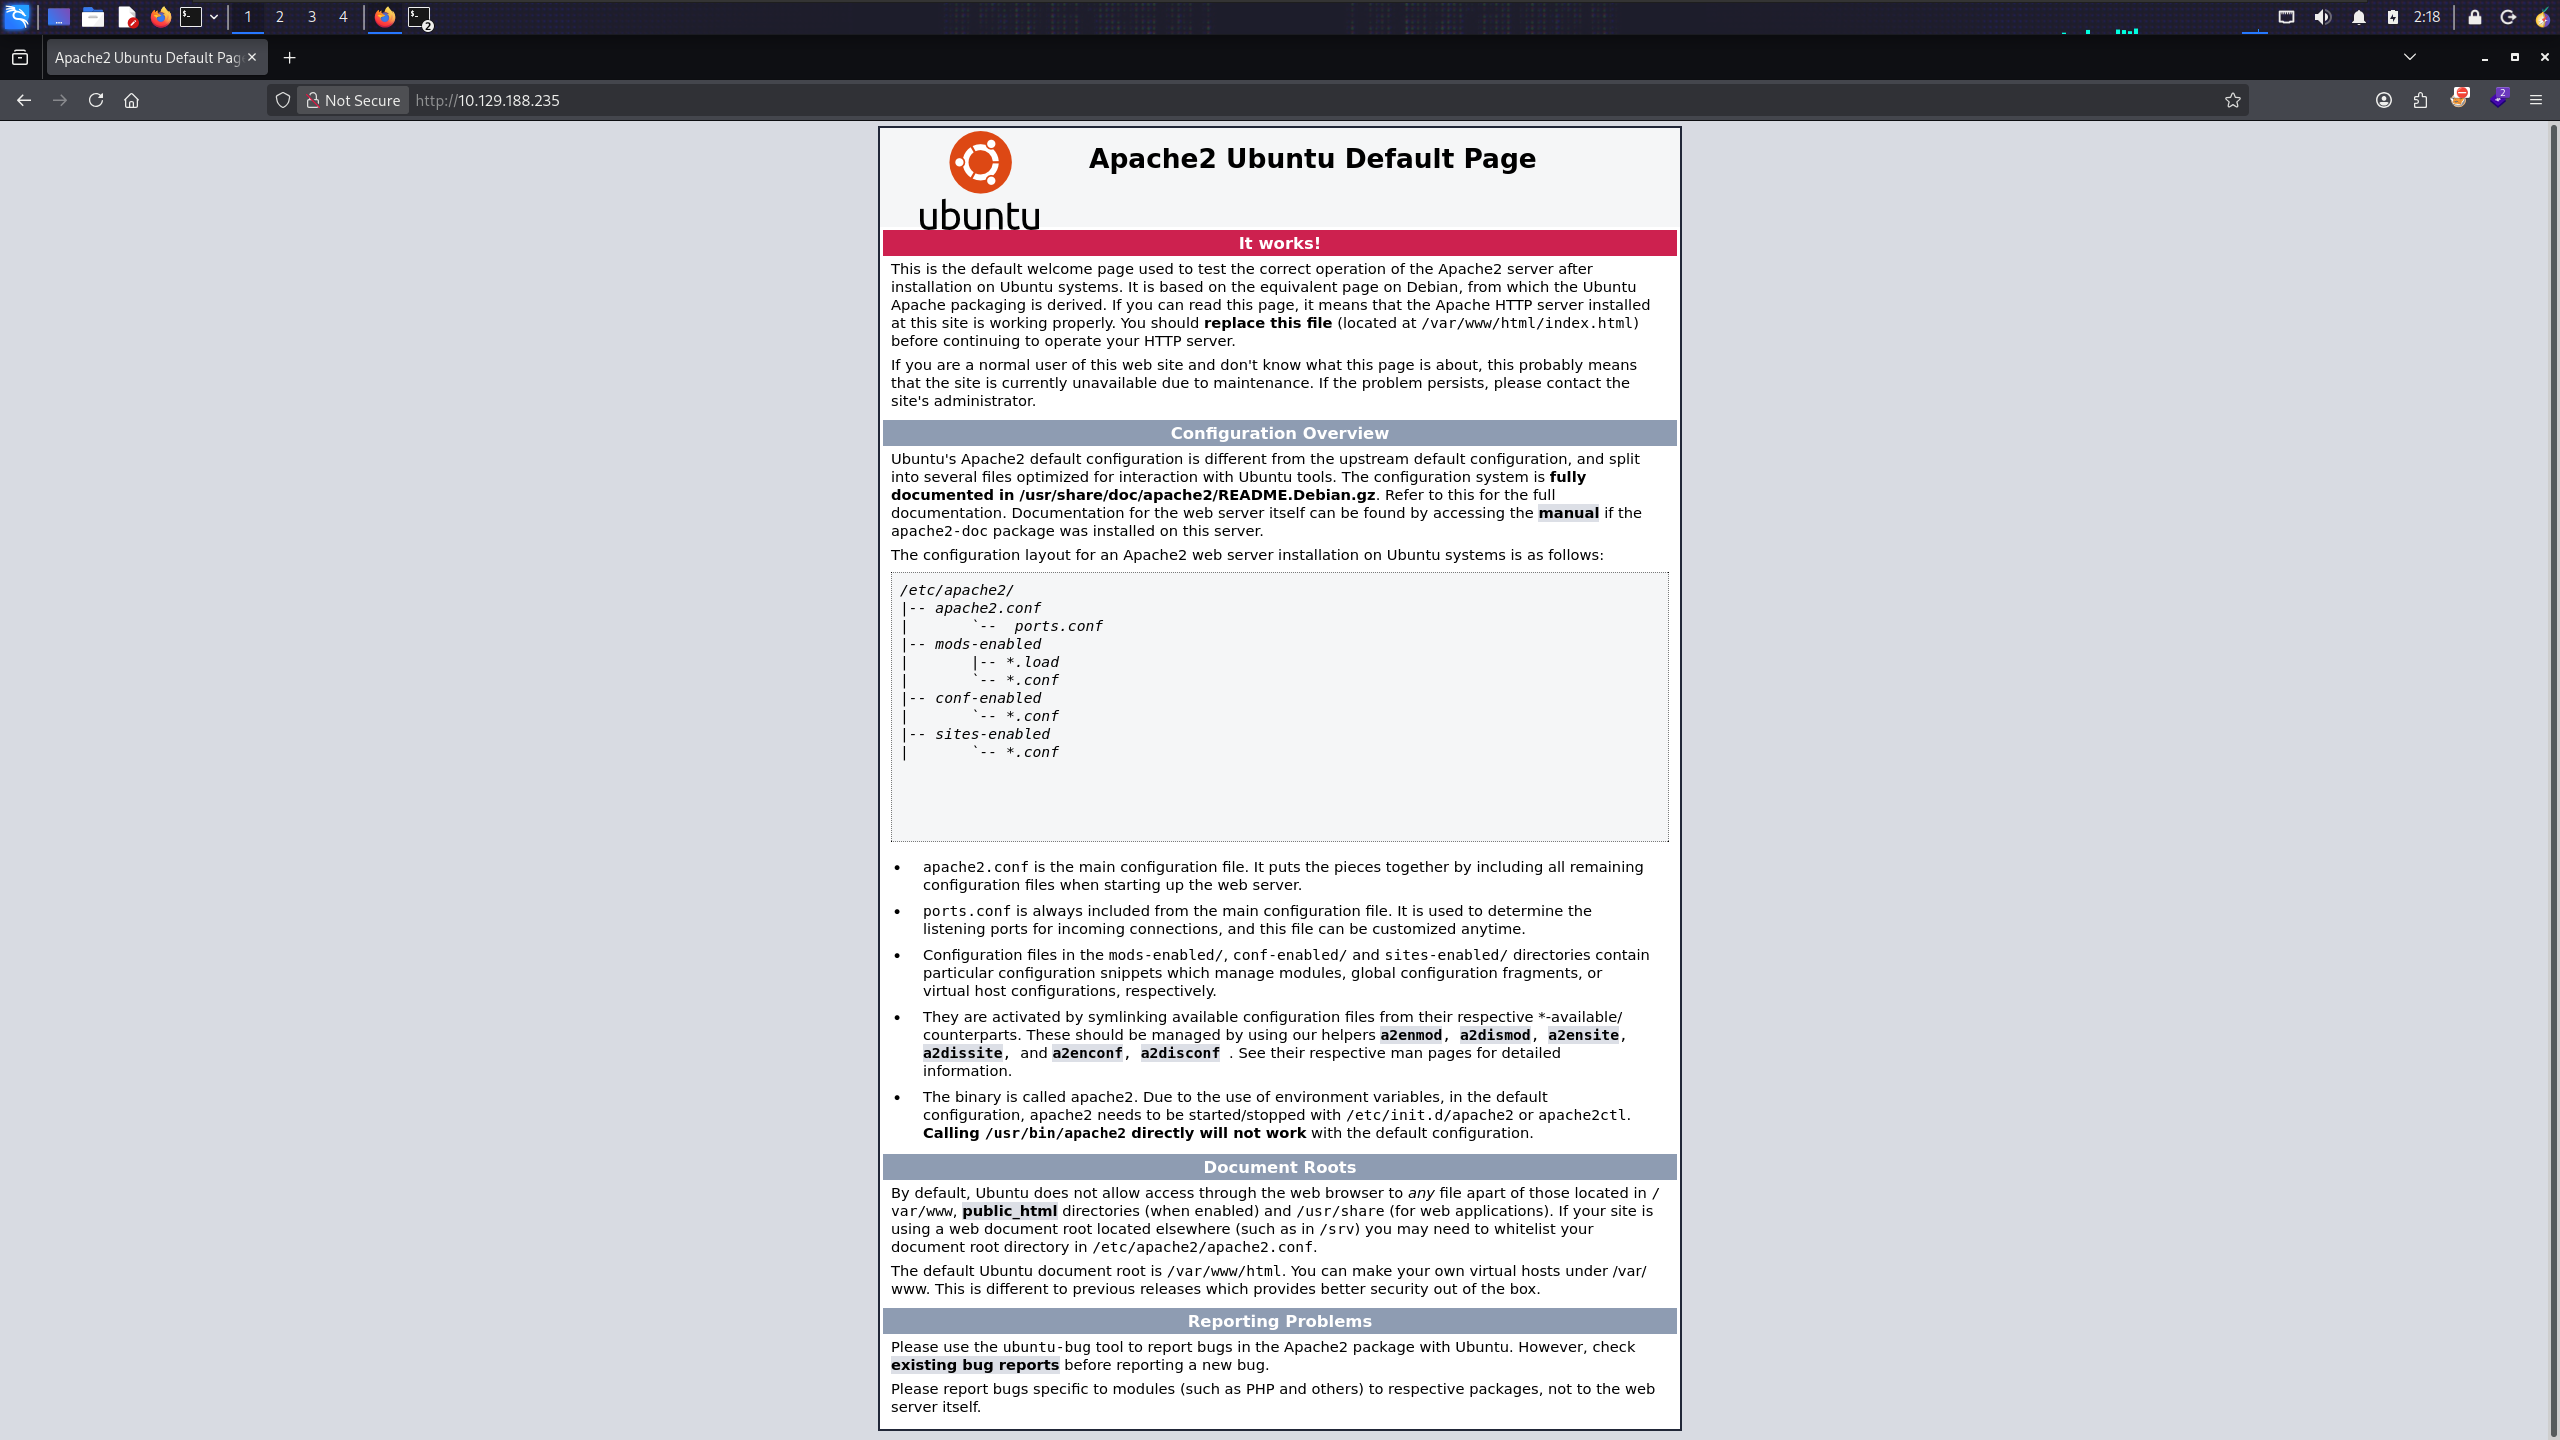 1 2 3 4
2
2:18
Apache2 Ubuntu Default Pag
Not Secure http://10.129.188.235
2
ubuntu
Apache2 Ubuntu Default Page
It works!
This is the default welcome page used to test the correct operation of the Apache2 server after
installation on Ubuntu systems. It is based on the equivalent page on Debian, from which the Ubuntu
Apache packaging is derived. If you can read this page, it means that the Apache HTTP server installed
at this site is working properly. You should replace this file (located at /var/www/html/index.html)
before continuing to operate your HTTP server.
If you are a normal user of this web site and don't know what this page is about, this probably means
that the site is currently unavailable due to maintenance. If the problem persists, please contact the
site's administrator.
Configuration Overview
Ubuntu's Apache2 default configuration is different from the upstream default configuration, and split
into several files optimized for interaction with Ubuntu tools. The configuration system is fully
documented in /usr/share/doc/apache2/README.Debian.gz. Refer to this for the full
documentation. Documentation for the web server itself can be found by accessing the manual if the
apache2-doc package was installed on this server.
The configuration layout for an Apache2 web server installation on Ubuntu systems is as follows:
/etc/apache2/
|-- apache2.conf
|       `--  ports.conf
|-- mods-enabled
|       |-- *.load
|       `-- *.conf
|-- conf-enabled
|       `-- *.conf
|-- sites-enabled
|       `-- *.conf
• apache2.conf is the main configuration file. It puts the pieces together by including all remaining
configuration files when starting up the web server.
• ports.conf is always included from the main configuration file. It is used to determine the
listening ports for incoming connections, and this file can be customized anytime.
• Configuration files in the mods-enabled/, conf-enabled/ and sites-enabled/ directories contain
particular configuration snippets which manage modules, global configuration fragments, or
virtual host configurations, respectively.
• They are activated by symlinking available configuration files from their respective *-available/
counterparts. These should be managed by using our helpers a2enmod, a2dismod, a2ensite,
a2dissite, and a2enconf, a2disconf . See their respective man pages for detailed
information.
• The binary is called apache2. Due to the use of environment variables, in the default
configuration, apache2 needs to be started/stopped with /etc/init.d/apache2 or apache2ctl.
Calling /usr/bin/apache2 directly will not work with the default configuration.
Document Roots
By default, Ubuntu does not allow access through the web browser to any file apart of those located in /
var/www, public_html directories (when enabled) and /usr/share (for web applications). If your site is
using a web document root located elsewhere (such as in /srv) you may need to whitelist your
document root directory in /etc/apache2/apache2.conf.
The default Ubuntu document root is /var/www/html. You can make your own virtual hosts under /var/
www. This is different to previous releases which provides better security out of the box.
Reporting Problems
Please use the ubuntu-bug tool to report bugs in the Apache2 package with Ubuntu. However, check
existing bug reports before reporting a new bug.
Please report bugs specific to modules (such as PHP and others) to respective packages, not to the web
server itself.